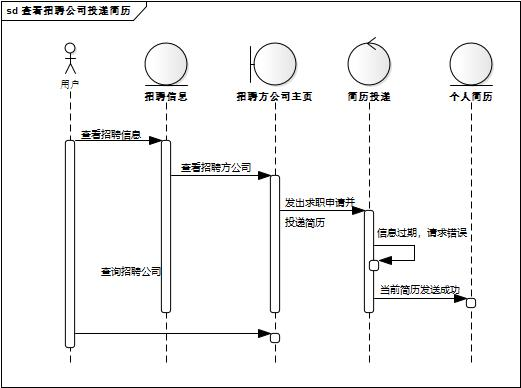 sd 查看招聘公司投递简历
用户
招聘信息
招聘方公司主页
简历投递
个人简历
查看招聘信息
查看招聘方公司
发出求职申请并
投递简历
信息过期，请求错误
查询招聘公司
当前简历发送成功